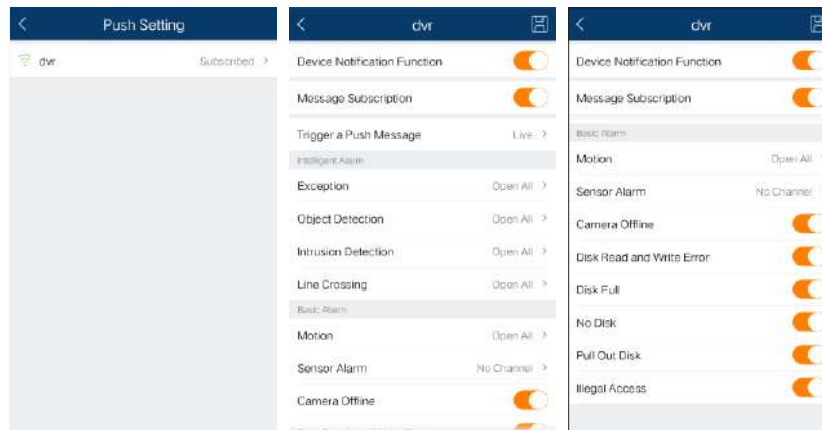 Push Setting
dvr
Subscribed
dvr
Device Notification Function
Message Subscription
Trigger a Push Message
Live
Intelligent Alarm
Exception
Open All
Object Detection
Open All
Intrusion Detection
Open All
Line Crossing
Open All
Basic Alarm
Motion
Open All
Sensor Alarm
No Channel
Camera Offline
dvr
Device Notification Function
Message Subscription
Basic Alarm
Motion
Open All
Sensor Alarm
No Channel
Camera Offline
Disk Read and Write Error
Disk Full
No Disk
Pull Out Disk
Illegal Access